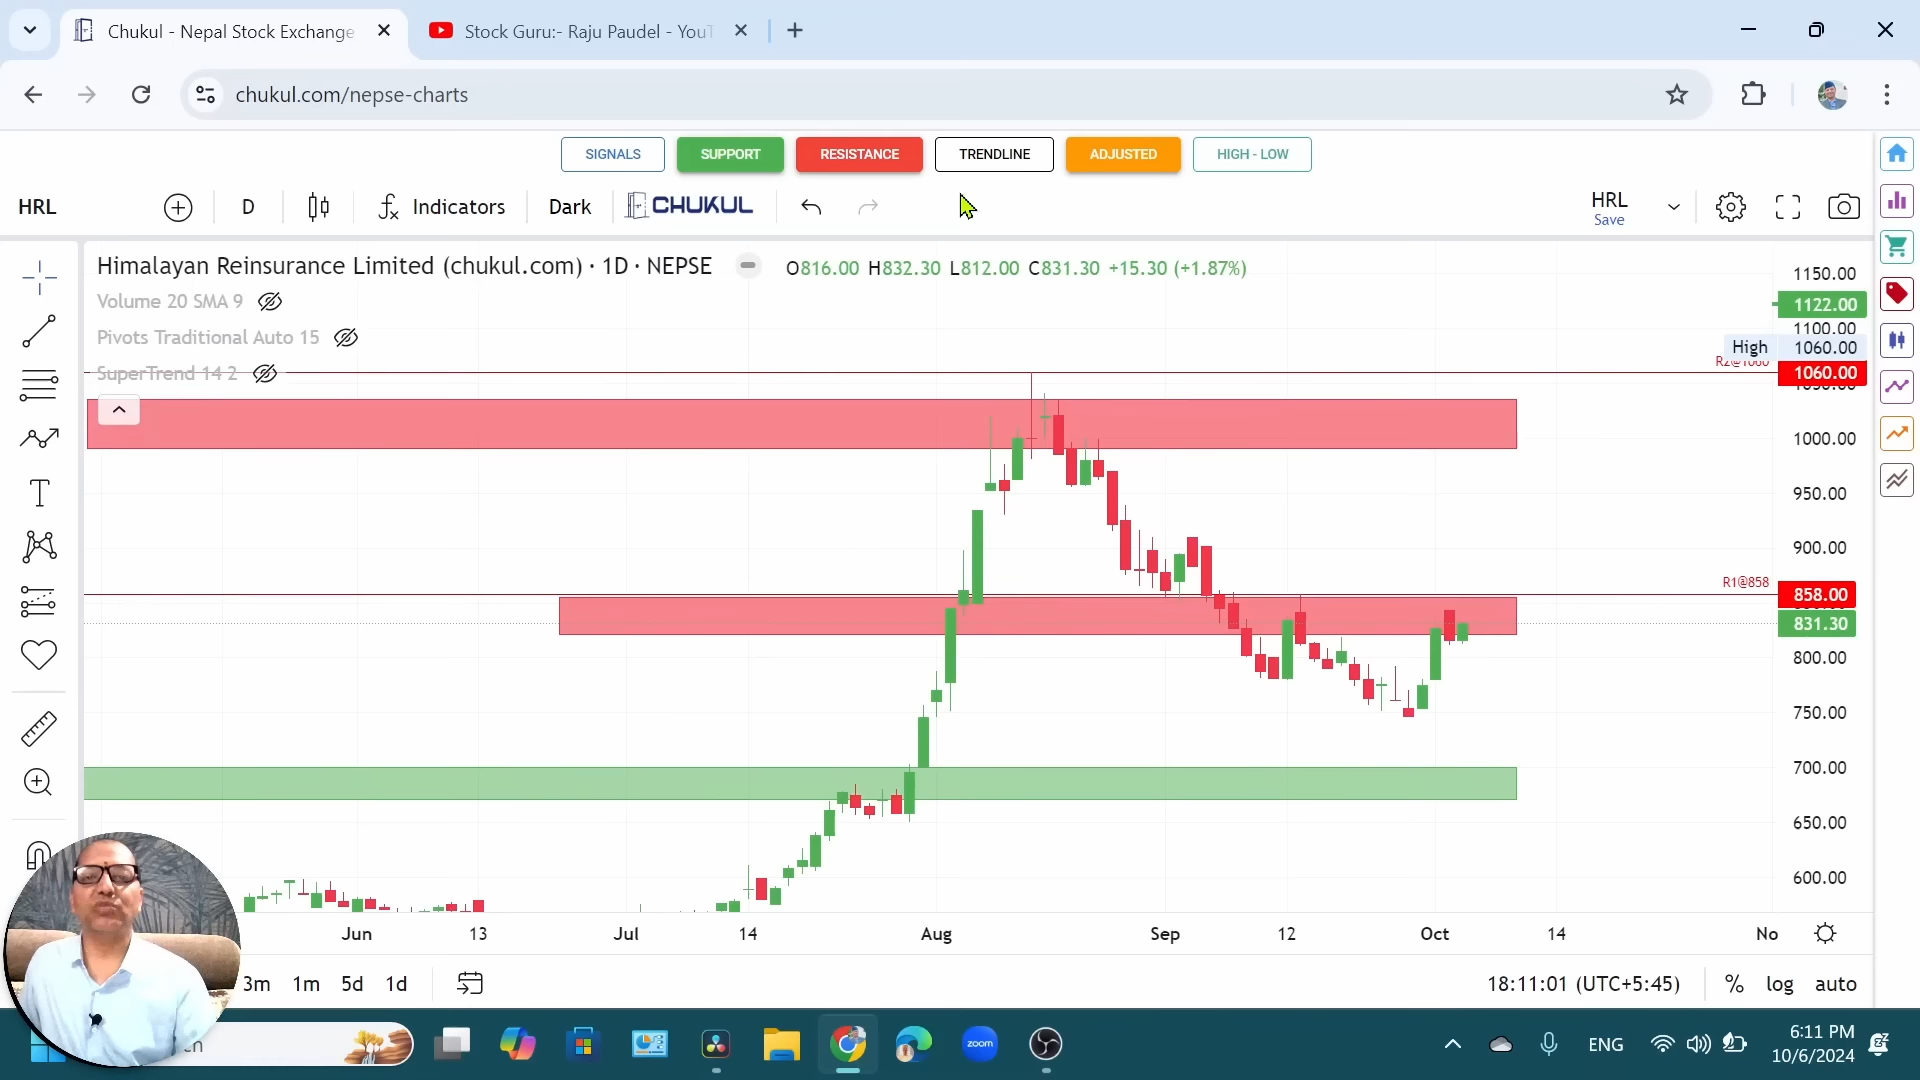 Chukul - Nepal Stock Exchange
Stock Guru:- Raju Paudel - YouT
chukul.com/nepse-charts
SIGNALS
SUPPORT
RESISTANCE
TRENDLINE
ADJUSTED
HIGH - LOW
HRL
D
Indicators
Dark
CHUKUL
HRL
Save
Himalayan Reinsurance Limited (chukul.com) · 1D · NEPSE
O816.00 H832.30 L812.00 C831.30 +15.30 (+1.87%)
Volume 20 SMA 9
Pivots Traditional Auto 15
SuperTrend 14 2
1150.00
1122.00
1100.00
High 1060.00
R2@1060
1060.00
1000.00
950.00
900.00
R1@858
858.00
831.30
800.00
750.00
700.00
650.00
600.00
Jun 13 Jul 14 Aug Sep 12 Oct 14 No
3m 1m 5d 1d
18:11:01 (UTC+5:45)
% log auto
zoom
ENG
6:11 PM
10/6/2024